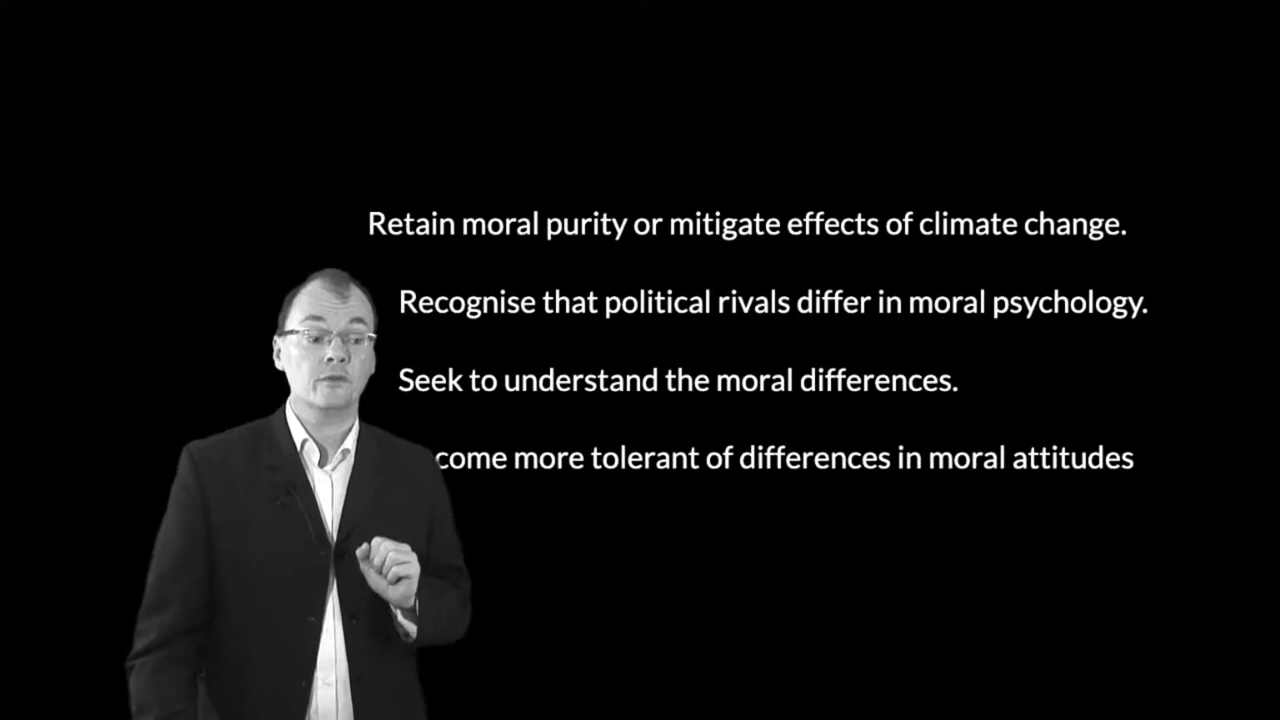 Retain moral purity or mitigate effects of climate change.
Recognise that political rivals differ in moral psychology.
Seek to understand the moral differences.
come more tolerant of differences in moral attitudes